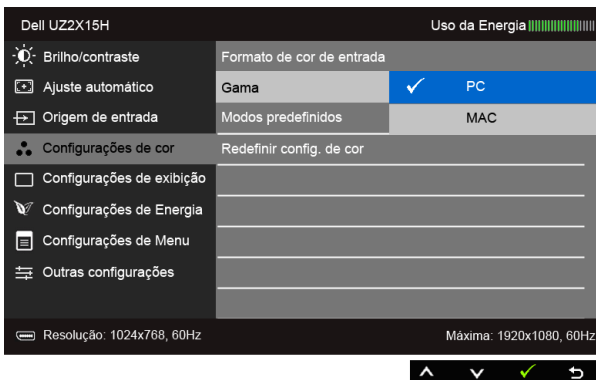 Dell UZ2X15H Uso da Energia
Brilho/contraste Formato de cor de entrada
Ajuste automático Gama PC
Origem de entrada Modos predefinidos MAC
Configurações de cor Redefinir config. de cor
Configurações de exibição
Configurações de Energia
Configurações de Menu
Outras configurações
Resolução: 1024x768, 60Hz Máxima: 1920x1080, 60Hz